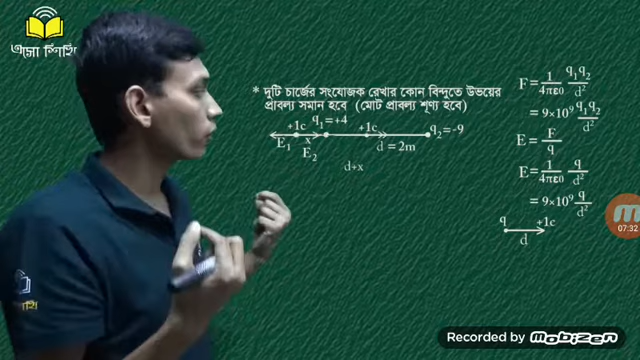 এসো শিখি
* দুটি চার্জের সংযোজক রেখার কোন বিন্দুতে উভয়ের
প্রাবল্য সমান হবে (মোট প্রাবল্য শূণ্য হবে)
+1c q₁=+4 +1c q₂=-9
E₁ x d=2m
E₂
d+x
F= 1/4πε0 q₁q₂/d²
= 9×10⁹ q₁q₂/d²
E= F/q
E= 1/4πε0 q/d²
= 9×10⁹ q/d²
q +1c
d
07:32
Recorded by mobizen